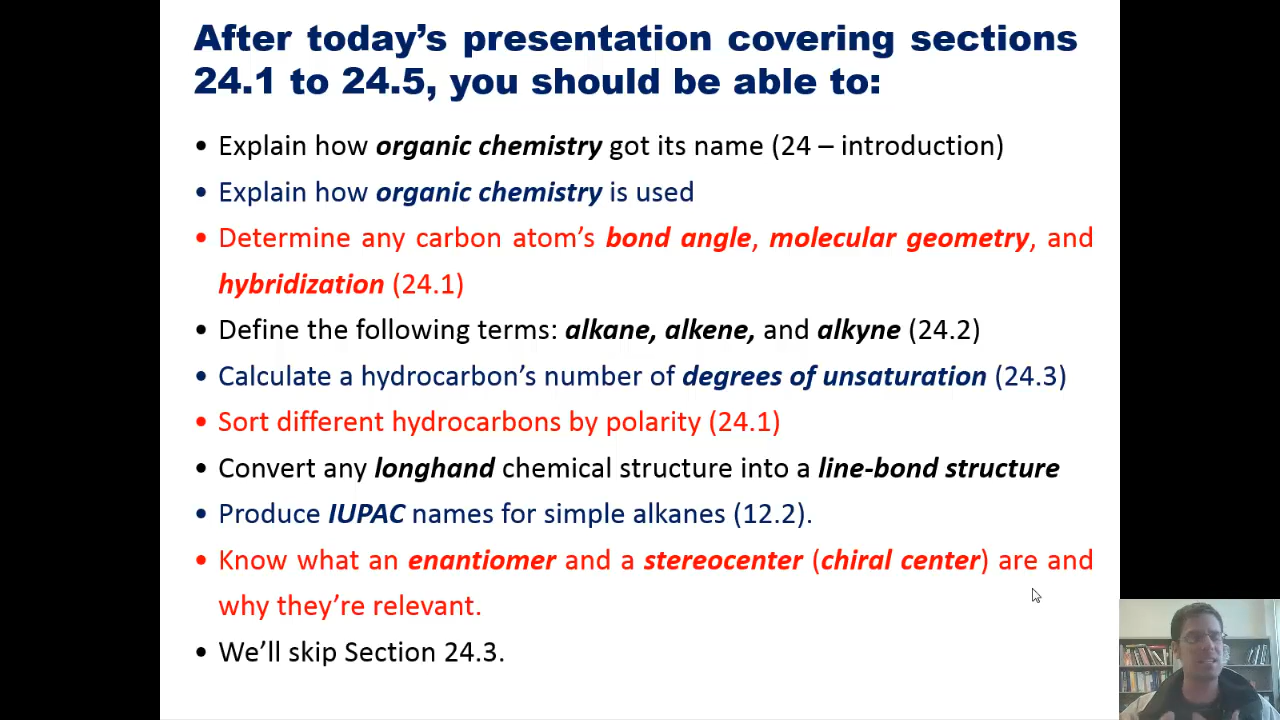 After today’s presentation covering sections
24.1 to 24.5, you should be able to:
• Explain how organic chemistry got its name (24 – introduction)
• Explain how organic chemistry is used
• Determine any carbon atom’s bond angle, molecular geometry, and
hybridization (24.1)
• Define the following terms: alkane, alkene, and alkyne (24.2)
• Calculate a hydrocarbon’s number of degrees of unsaturation (24.3)
• Sort different hydrocarbons by polarity (24.1)
• Convert any longhand chemical structure into a line-bond structure
• Produce IUPAC names for simple alkanes (12.2).
• Know what an enantiomer and a stereocenter (chiral center) are and
why they’re relevant.
• We’ll skip Section 24.3.